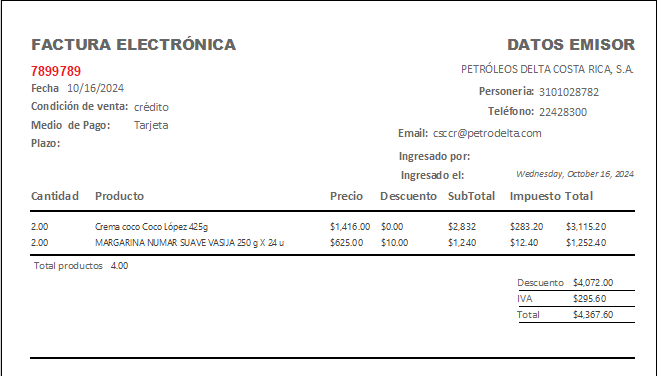 FACTURA ELECTRÓNICA
DATOS EMISOR
7899789
PETRÓLEOS DELTA COSTA RICA, S.A.
Fecha 10/16/2024
Personeria: 3101028782
Condición de venta: crédito
Teléfono: 22428300
Medio de Pago: Tarjeta
Email: csccr@petrodelta.com
Plazo:
Ingresado por:
Ingresado el: Wednesday, October 16, 2024
Cantidad Producto Precio Descuento SubTotal Impuesto Total
2.00 Crema coco Coco López 425g $1,416.00 $0.00 $2,832 $283.20 $3,115.20
2.00 MARGARINA NUMAR SUAVE VASIJA 250 g X 24 u $625.00 $10.00 $1,240 $12.40 $1,252.40
Total productos 4.00
Descuento $4,072.00
IVA $295.60
Total $4,367.60